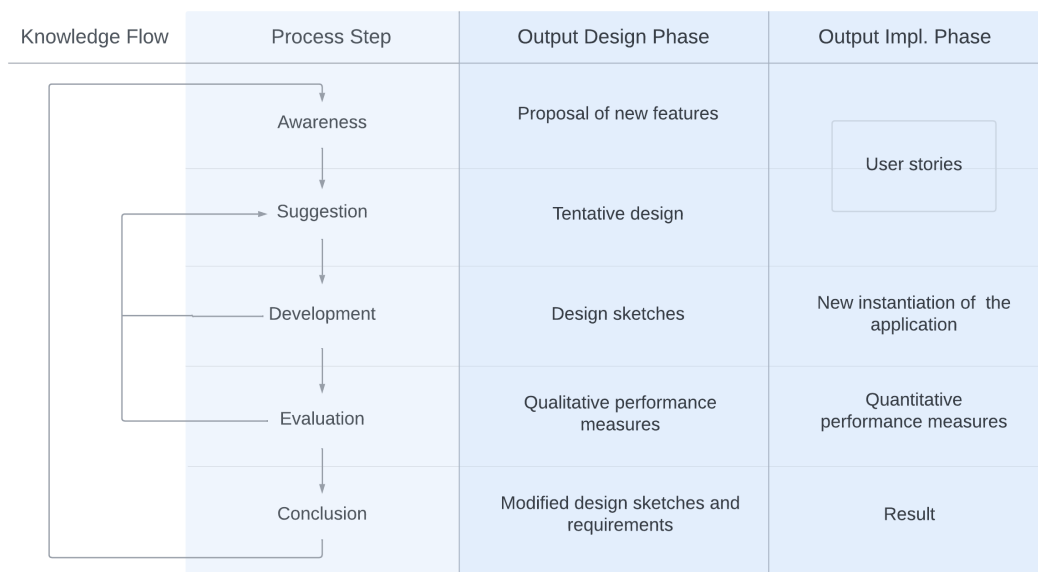 Knowledge Flow
Process Step
Output Design Phase
Output Impl. Phase
Awareness
Proposal of new features
User stories
Suggestion
Tentative design
Development
Design sketches
New instantiation of  the
application
Evaluation
Qualitative performance
measures
Quantitative
performance measures
Conclusion
Modified design sketches and
requirements
Result